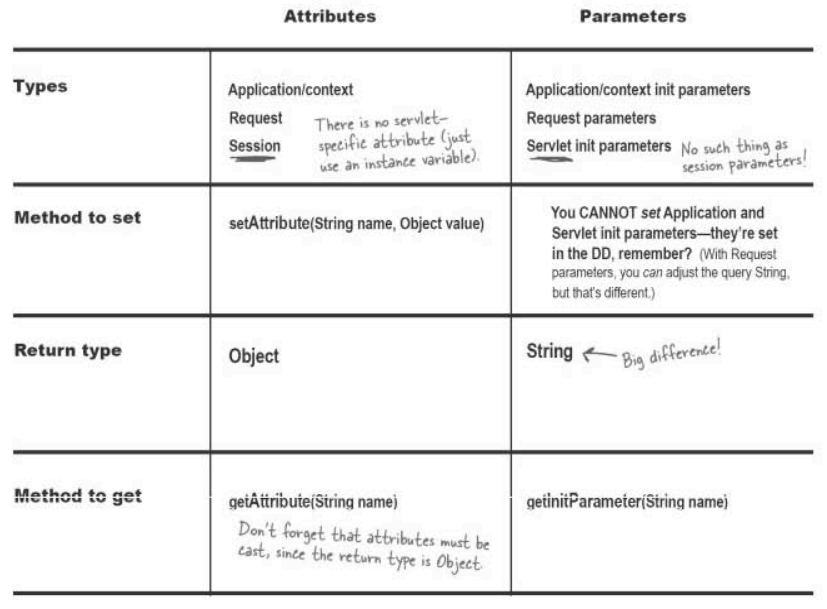 Attributes Parameters
Types
Application/context
Request
Session
There is no servlet-
specific attribute (just
use an instance variable).
Application/context init parameters
Request parameters
Servlet init parameters
No such thing as
session parameters!
Method to set
setAttribute(String name, Object value)
You CANNOT set Application and
Servlet init parameters—they're set
in the DD, remember? (With Request
parameters, you can adjust the query String,
but that's different.)
Return type
Object
String
Big difference!
Method to get
getAttribute(String name)
Don't forget that attributes must be
cast, since the return type is Object.
getInitParameter(String name)